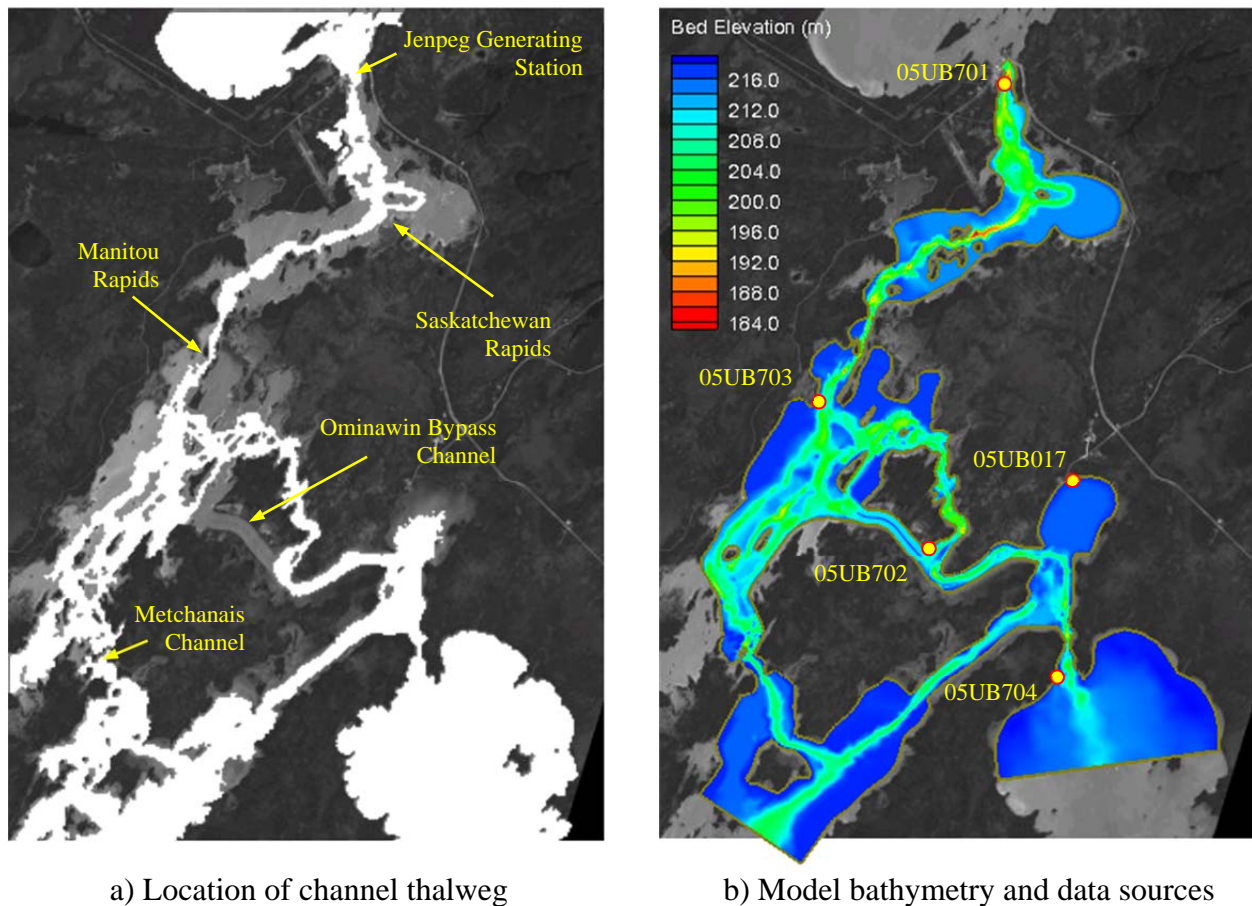 Jenpeg Generating
Station
Manitou
Rapids
Saskatchewan
Rapids
Ominawin Bypass
Channel
Metchanais
Channel
a) Location of channel thalweg
Bed Elevation (m)
216.0
212.0
208.0
204.0
200.0
196.0
192.0
188.0
184.0
05UB701
05UB703
05UB017
05UB702
05UB704
b) Model bathymetry and data sources